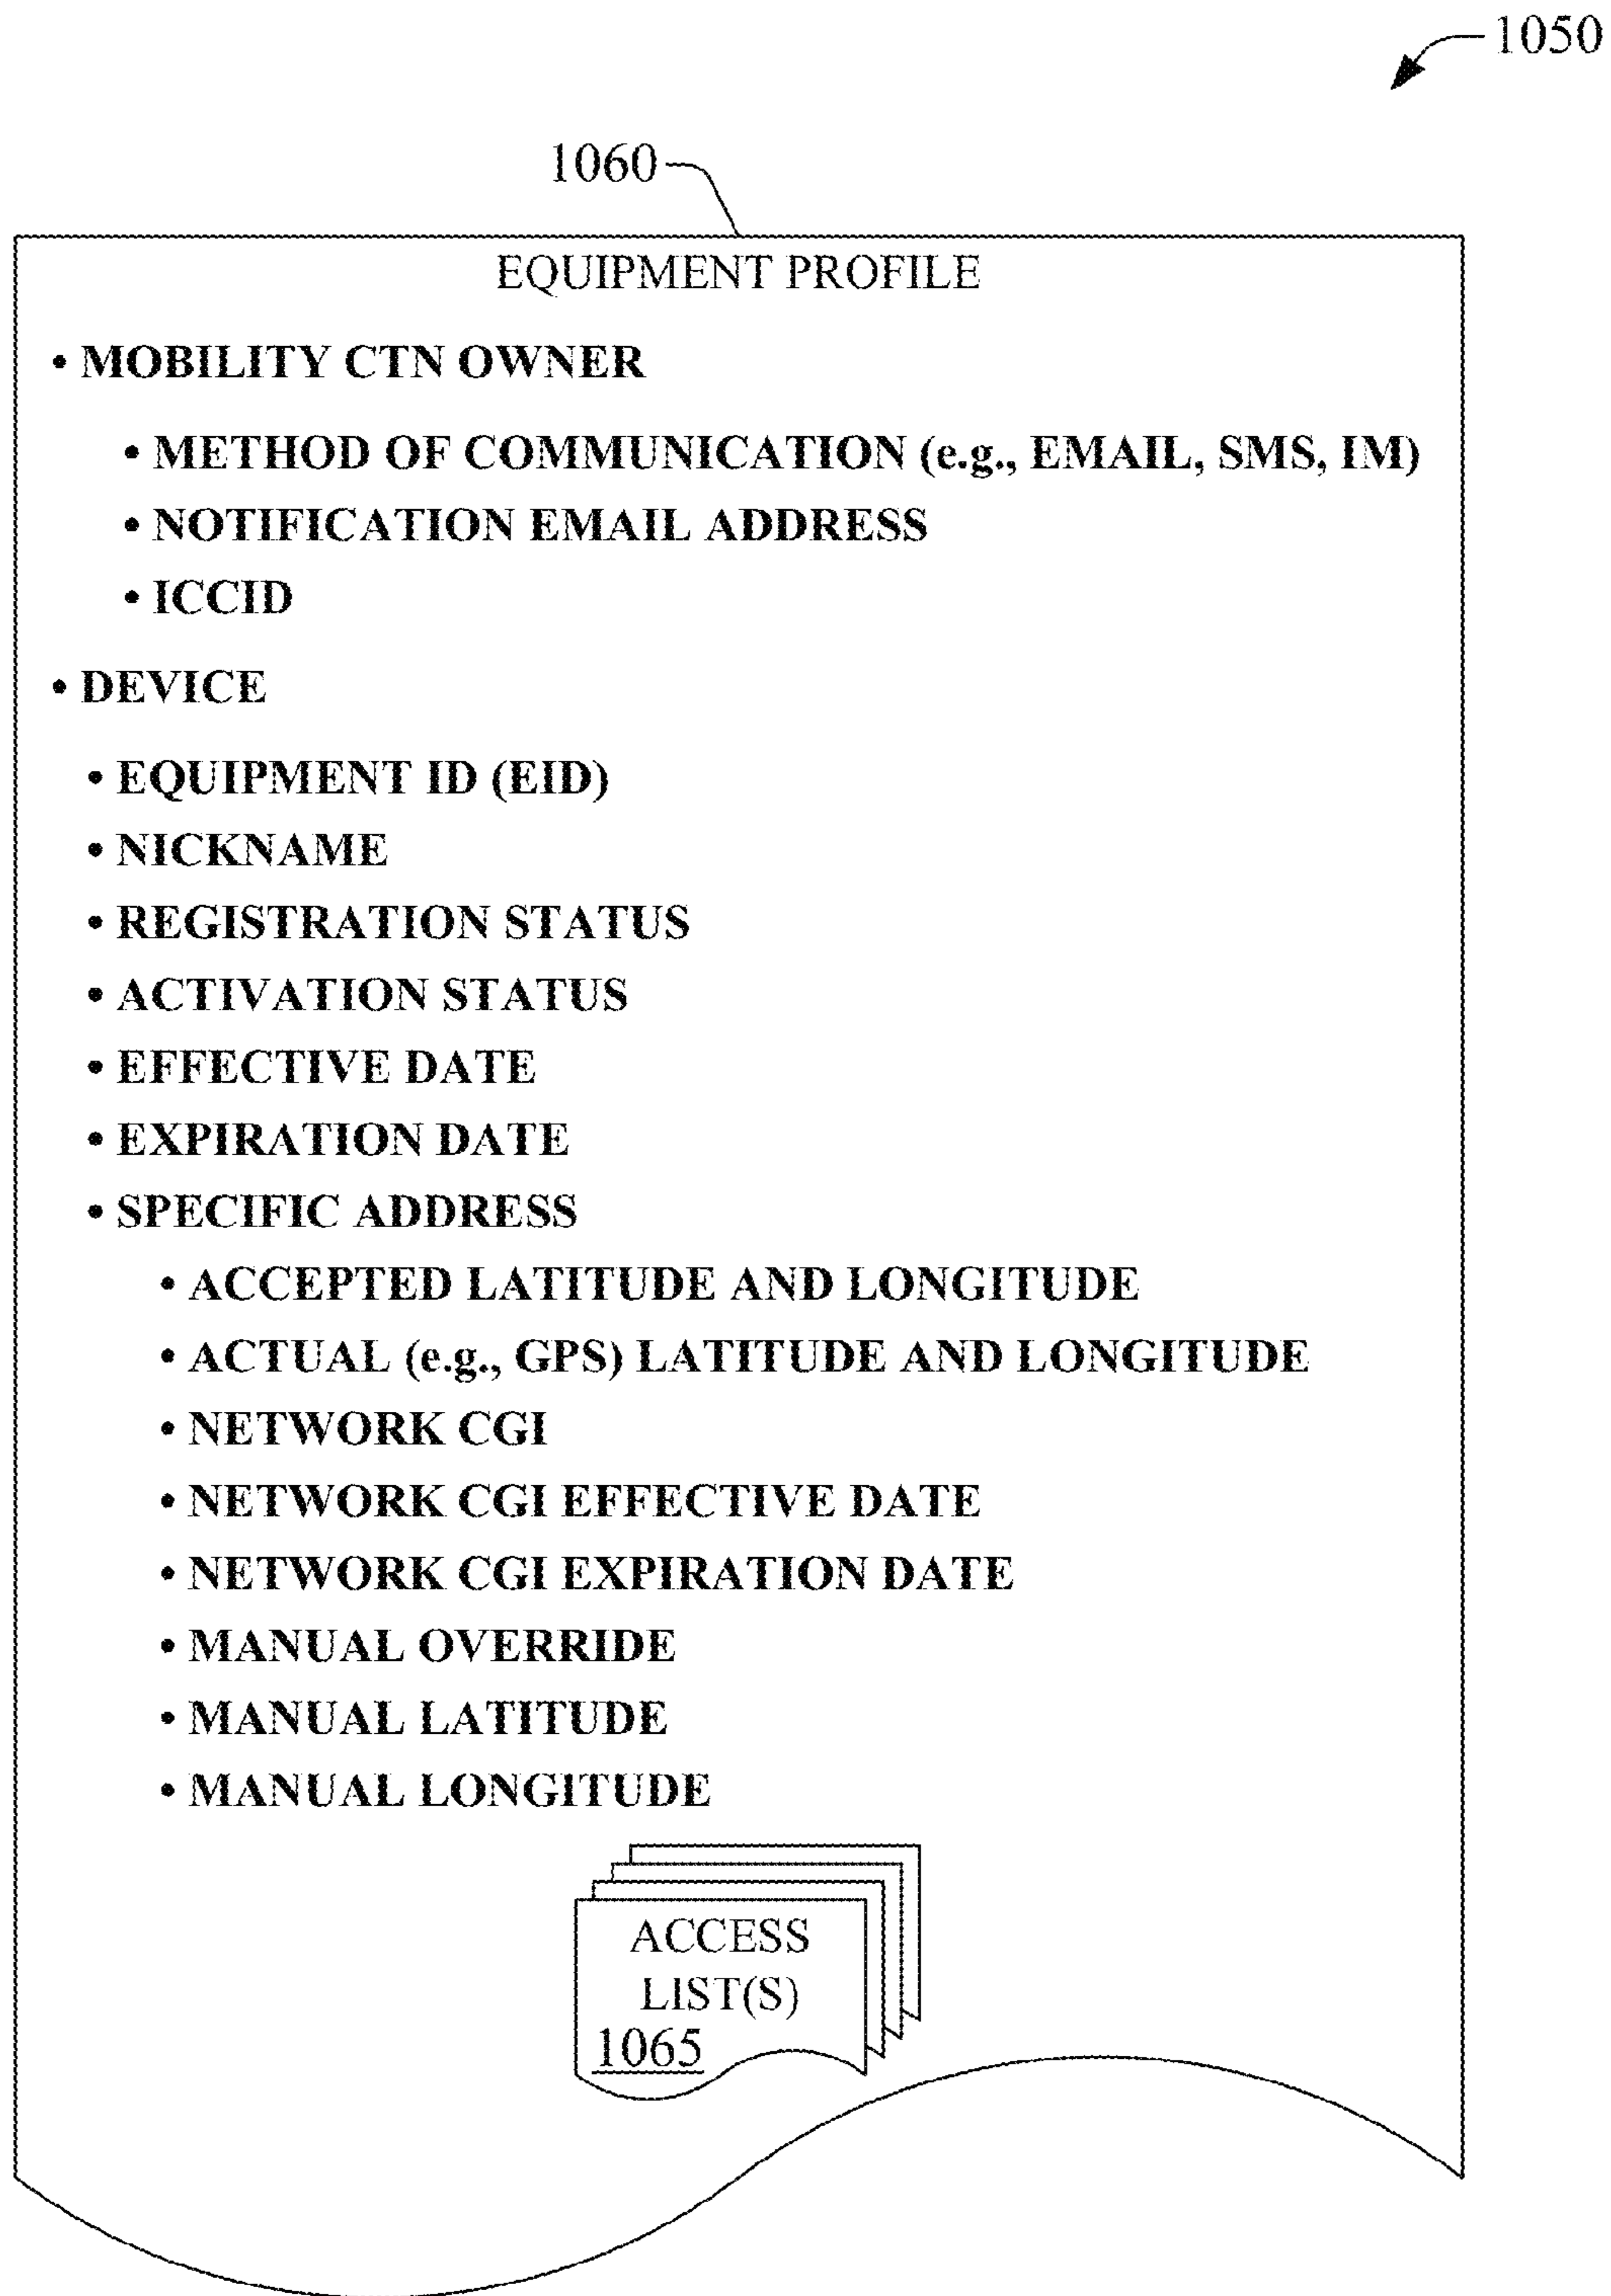 1050
1060
EQUIPMENT PROFILE
• MOBILITY CTN OWNER
• METHOD OF COMMUNICATION (e.g., EMAIL, SMS, IM)
• NOTIFICATION EMAIL ADDRESS
• ICCID
• DEVICE
• EQUIPMENT ID (EID)
• NICKNAME
• REGISTRATION STATUS
• ACTIVATION STATUS
• EFFECTIVE DATE
• EXPIRATION DATE
• SPECIFIC ADDRESS
• ACCEPTED LATITUDE AND LONGITUDE
• ACTUAL (e.g., GPS) LATITUDE AND LONGITUDE
• NETWORK CGI
• NETWORK CGI EFFECTIVE DATE
• NETWORK CGI EXPIRATION DATE
• MANUAL OVERRIDE
• MANUAL LATITUDE
• MANUAL LONGITUDE
ACCESS
LIST(S)
1065